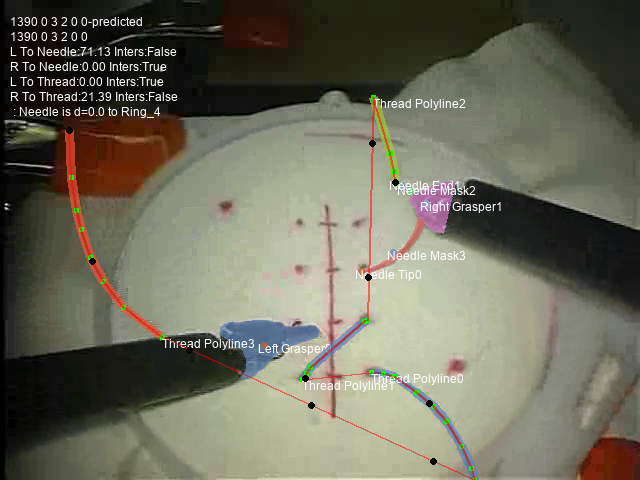 1390 0 3 2 0 0-predicted
1390 0 3 2 0 0
L To Needle:71.13 Inters:False
R To Needle:0.00 Inters:True
L To Thread:0.00 Inters:True
R To Thread:21.39 Inters:False
: Needle is d=0.0 to Ring_4
Thread Polyline2
Needle End1
Needle Mask2
Right Grasper1
Needle Mask3
Needle Tip0
Thread Polyline3
Left Grasper
Thread Polyline1
Thread Polyline0